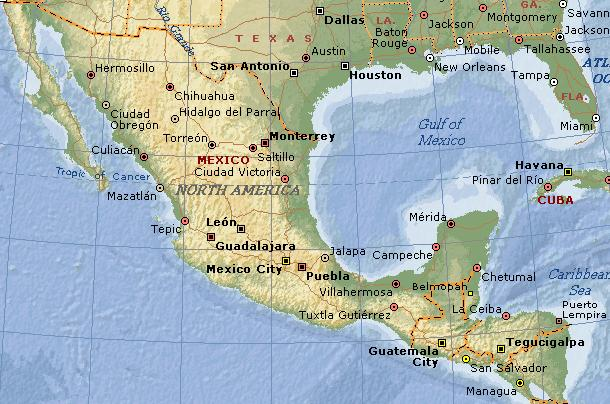 Dallas
LA.
Jackson
Montgomery
GA.
Savann
Jackson
Rio Grande
T E X A S
Austin
Baton
Rouge
Mobile
Tallahassee
ATL
OC
Hermosillo
San Antonio
Houston
New Orleans
Tampa
FLA.
Miami
Chihuahua
Ciudad
Obregón
Hidalgo del Parral
Gulf of
Mexico
Monterrey
Torreón
Culiacán
MEXICO
Saltillo
Ciudad Victoria
Tropic of Cancer
NORTH AMERICA
Mazatlán
Havana
Pinar del Río
CUBA
León
Tepic
Guadalajara
Mérida
Jalapa
Campeche
Mexico City
Puebla
Chetumal
Caribbean
Sea
Villahermosa
Belmopan
Tuxtla Gutiérrez
La Ceiba
Puerto
Lempira
Guatemala
City
Tegucigalpa
San Salvador
Managua